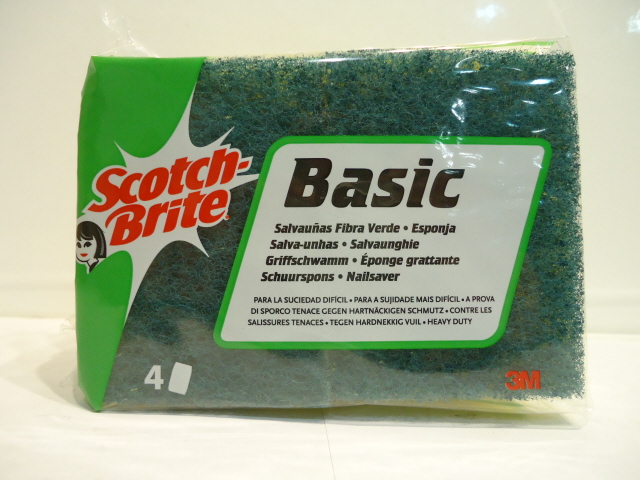 Scotch-
Brite
Basic
Salvauñas Fibra Verde • Esponja
Salva-unhas • Salvaunghie
Griffschwamm • Éponge grattante
Schuurspons • Nailsaver
PARA LA SUCIEDAD DIFÍCIL • PARA A SUJIDADE MAIS DIFÍCIL • A PROVA
DI SPORCO TENACE GEGEN HARTNÄCKIGEN SCHMUTZ • CONTRE LES
SALISSURES TENACES • TEGEN HARDNEKKIG VUIL • HEAVY DUTY
4
3M